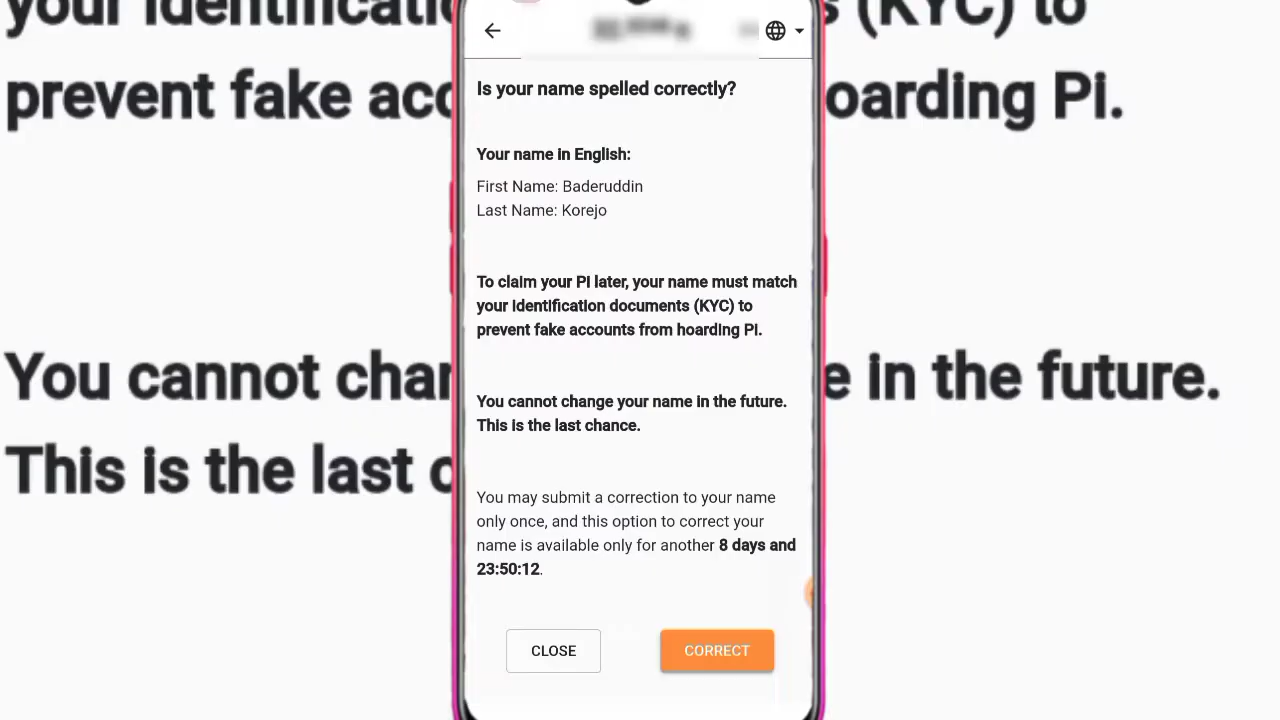 your identificatio
s (KYC) to
prevent fake acc
oarding Pi.
You cannot char
e in the future.
This is the last c
Is your name spelled correctly?
Your name in English:
First Name: Baderuddin
Last Name: Korejo
To claim your Pi later, your name must match
your identification documents (KYC) to
prevent fake accounts from hoarding Pi.
You cannot change your name in the future.
This is the last chance.
You may submit a correction to your name
only once, and this option to correct your
name is available only for another 8 days and
23:50:12.
CLOSE
CORRECT